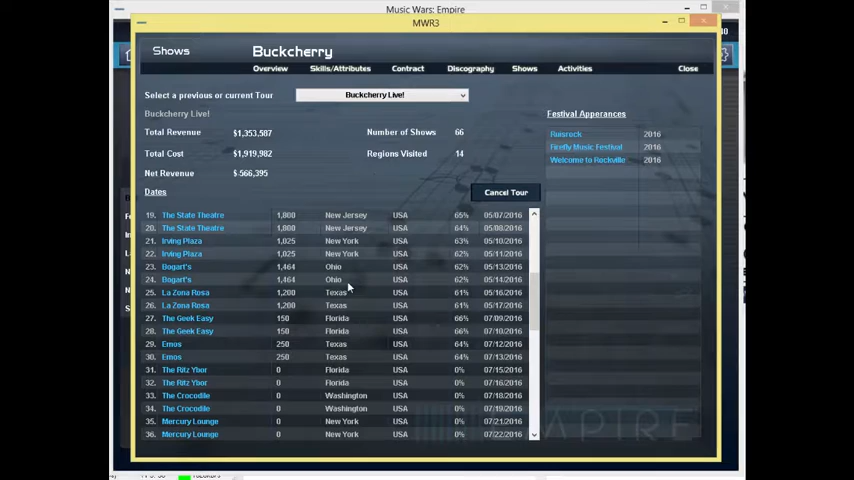 Music Wars: Empire
MWR3
Shows Buckcherry
Overview Skills/Attributes Contract Discography Shows Activities Close
Select a previous or current Tour Buckcherry Live!
Festival Apperances
Buckcherry Live!
Total Revenue $1,353,587 Number of Shows 66
Ruisrock 2016
Firefly Music Festival 2016
Total Cost $1,919,982 Regions Visited 14
Welcome to Rockville 2016
Net Revenue $-566,395
Dates Cancel Tour
19. The State Theatre 1,800 New Jersey USA 65% 05/07/2016
20. The State Theatre 1,800 New Jersey USA 64% 05/08/2016
21. Irving Plaza 1,025 New York USA 63% 05/10/2016
22. Irving Plaza 1,025 New York USA 62% 05/11/2016
23. Bogart's 1,464 Ohio USA 62% 05/13/2016
24. Bogart's 1,464 Ohio USA 62% 05/14/2016
25. La Zona Rosa 1,200 Texas USA 61% 05/16/2016
26. La Zona Rosa 1,200 Texas USA 61% 05/17/2016
27. The Geek Easy 150 Florida USA 66% 07/09/2016
28. The Geek Easy 150 Florida USA 66% 07/10/2016
29. Emos 250 Texas USA 64% 07/12/2016
30. Emos 250 Texas USA 64% 07/13/2016
31. The Ritz Ybor 0 Florida USA 0% 07/15/2016
32. The Ritz Ybor 0 Florida USA 0% 07/16/2016
33. The Crocodile 0 Washington USA 0% 07/18/2016
34. The Crocodile 0 Washington USA 0% 07/19/2016
35. Mercury Lounge 0 New York USA 0% 07/21/2016
36. Mercury Lounge 0 New York USA 0% 07/22/2016
EMPIRE